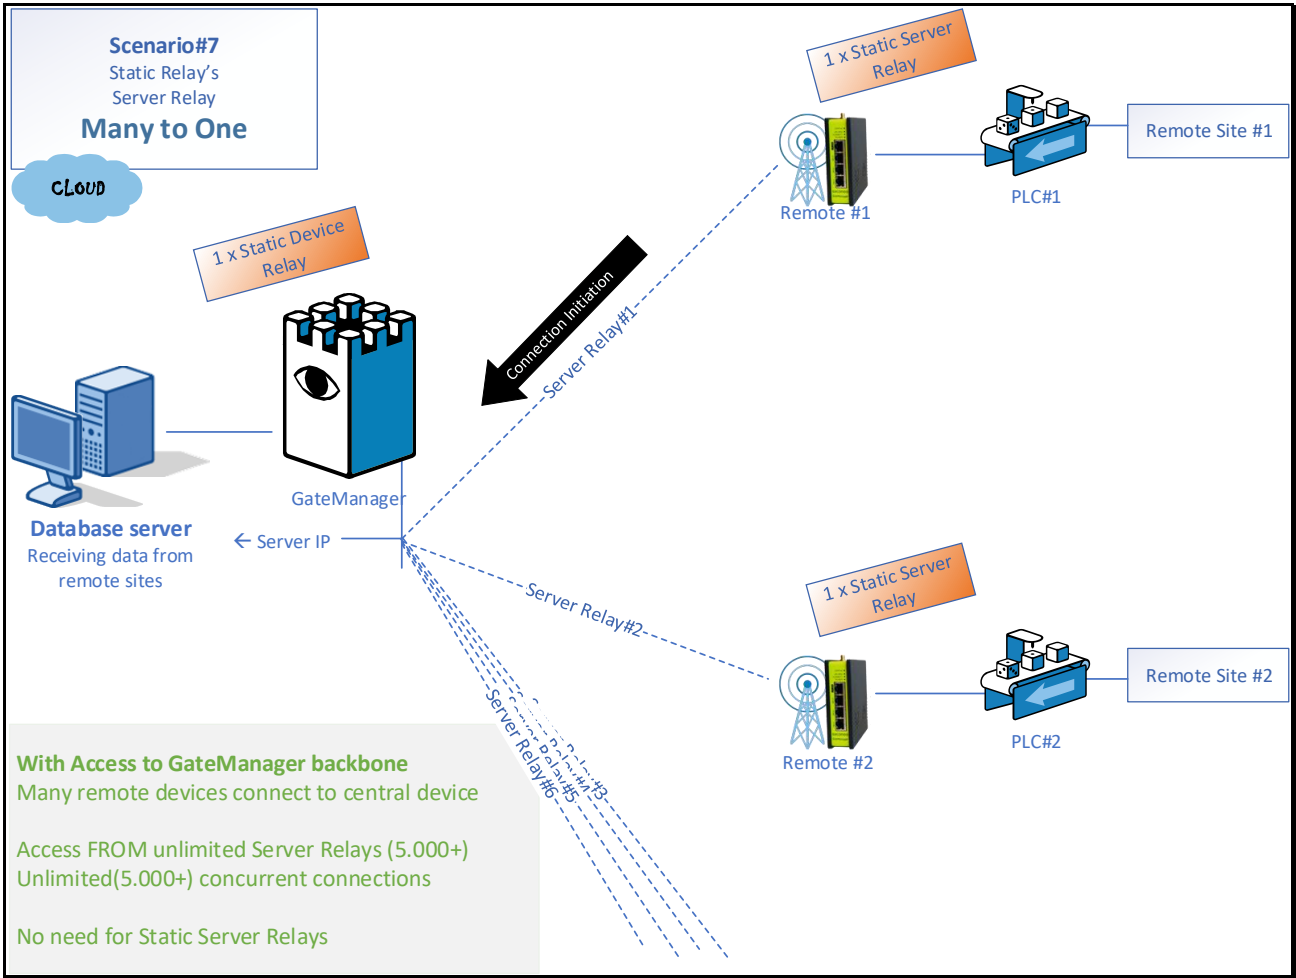 Scenario#7
Static Relay's
Server Relay
Many to One
CLOUD
1 x Static Device
Relay
GateManager
Database server
Receiving data from
remote sites
← Server IP
Connection Initiation
Server Relay#1
Server Relay#2
Server Relay#6
1 x Static Server
Relay
Remote #1
PLC#1
Remote Site #1
1 x Static Server
Relay
Remote #2
PLC#2
Remote Site #2
With Access to GateManager backbone
Many remote devices connect to central device
Access FROM unlimited Server Relays (5.000+)
Unlimited(5.000+) concurrent connections
No need for Static Server Relays